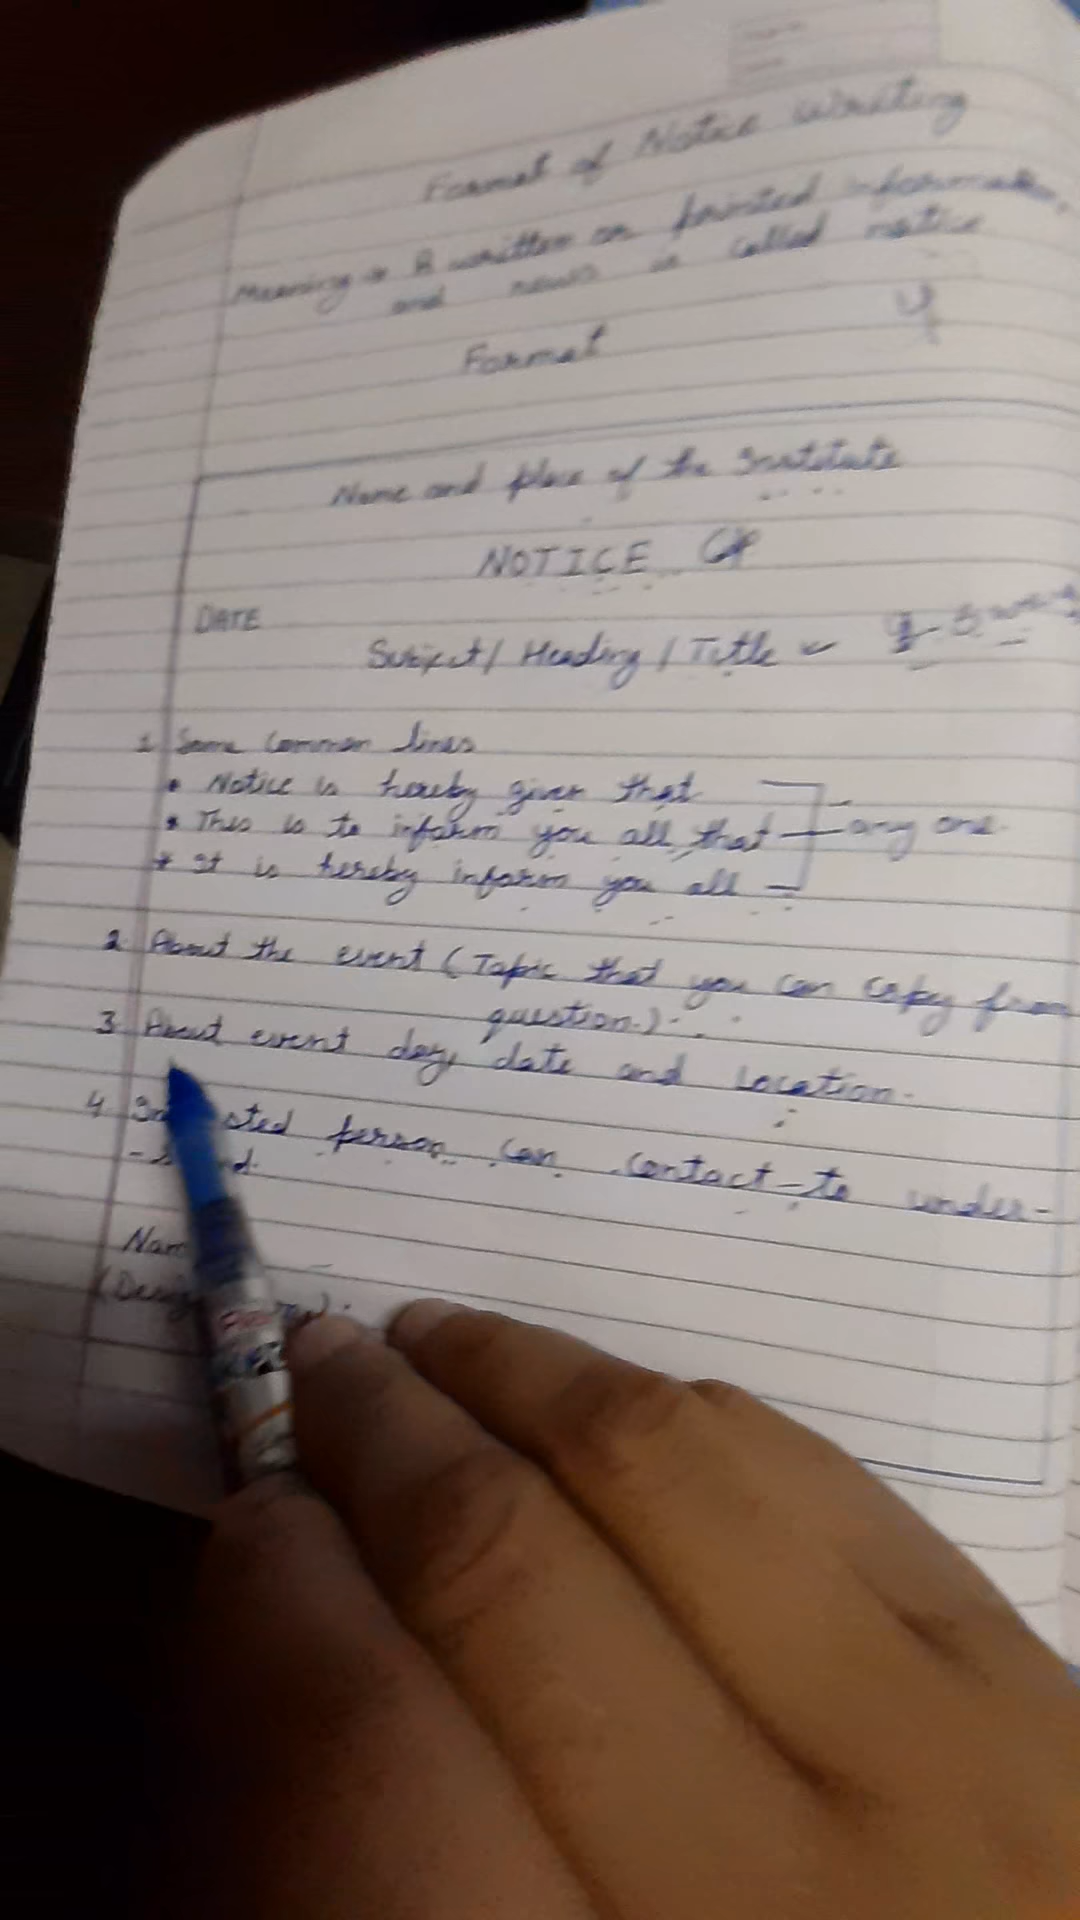 Format of Notice Writing
Meaning → A written or printed informat
and news is called notice
Format
Name and place of the Institute
NOTICE
DATE
Subject / Heading / Title
1 Some Common lines
• Notice is hereby given that
• This is to inform you all, that any one.
* It is hereby inform you all
2. About the event (Topic that you can copy from
question.)
3. About event day, date and Location.
4 person can contact to under-
Nam